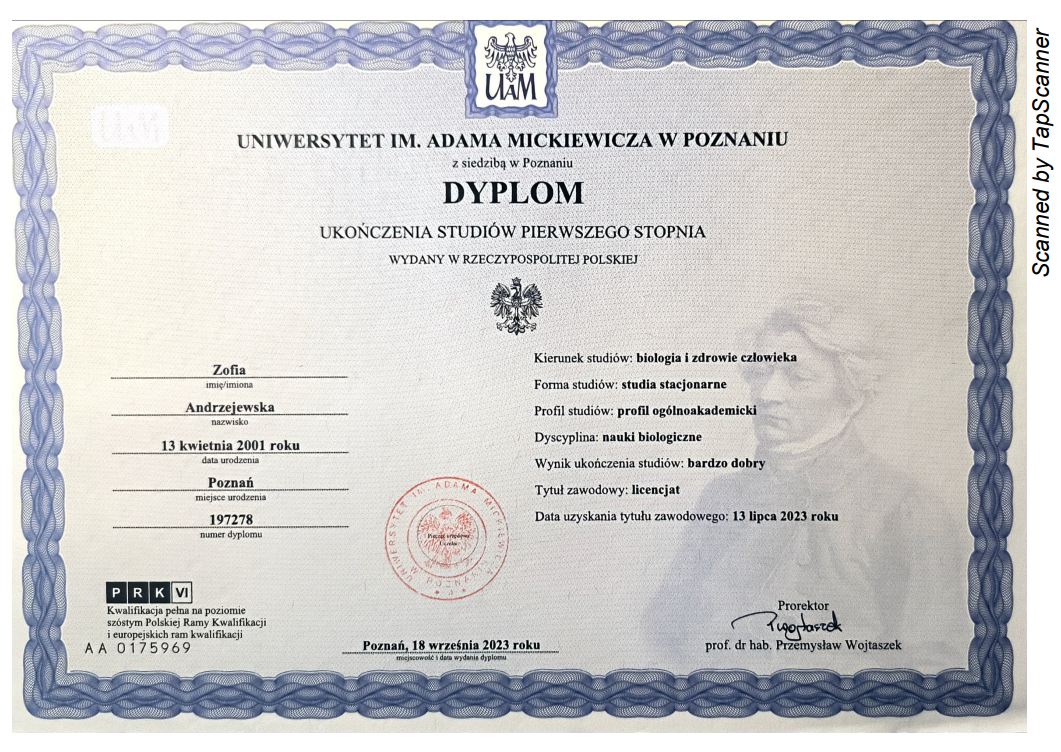 UAM
UNIWERSYTET IM. ADAMA MICKIEWICZA W POZNANIU
z siedzibą w Poznaniu
DYPLOM
UKOŃCZENIA STUDIÓW PIERWSZEGO STOPNIA
WYDANY W RZECZYPOSPOLITEJ POLSKIEJ
Zofia
imię/imiona
Andrzejewska
nazwisko
13 kwietnia 2001 roku
data urodzenia
Poznań
miejsce urodzenia
197278
numer dyplomu
Kierunek studiów: biologia i zdrowie człowieka
Forma studiów: studia stacjonarne
Profil studiów: profil ogólnoakademicki
Dyscyplina: nauki biologiczne
Wynik ukończenia studiów: bardzo dobry
Tytuł zawodowy: licencjat
Data uzyskania tytułu zawodowego: 13 lipca 2023 roku
UNIWERSYTET IM. ADAMA MICKIEWICZA W POZNANIU
Pieczęć urzędowa
Uczelni
PRK VI
Kwalifikacja pełna na poziomie
szóstym Polskiej Ramy Kwalifikacji
i europejskich ram kwalifikacji
AA 0175969
Poznań, 18 września 2023 roku
miejscowość i data wydania dyplomu
Prorektor
PWojtaszek
prof. dr hab. Przemysław Wojtaszek
Scanned by TapScanner